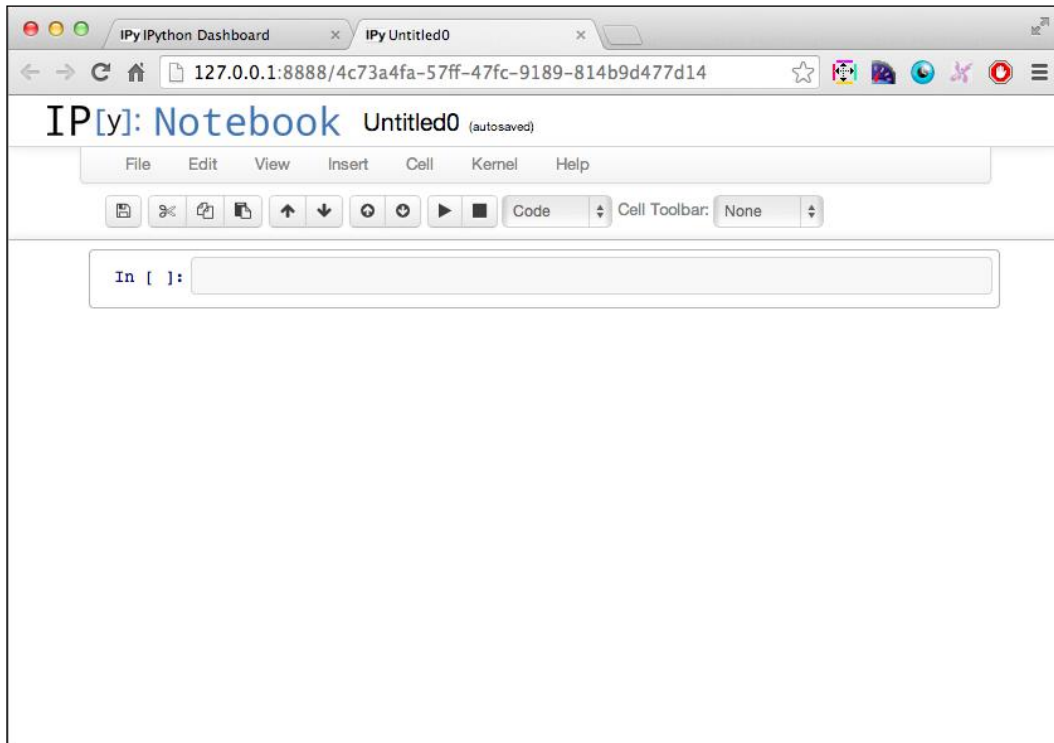 IPy IPython Dashboard
IPy Untitled0
127.0.0.1:8888/4c73a4fa-57ff-47fc-9189-814b9d477d14
IP[y]: Notebook Untitled0 (autosaved)
File Edit View Insert Cell Kernel Help
Code Cell Toolbar: None
In [ ]: